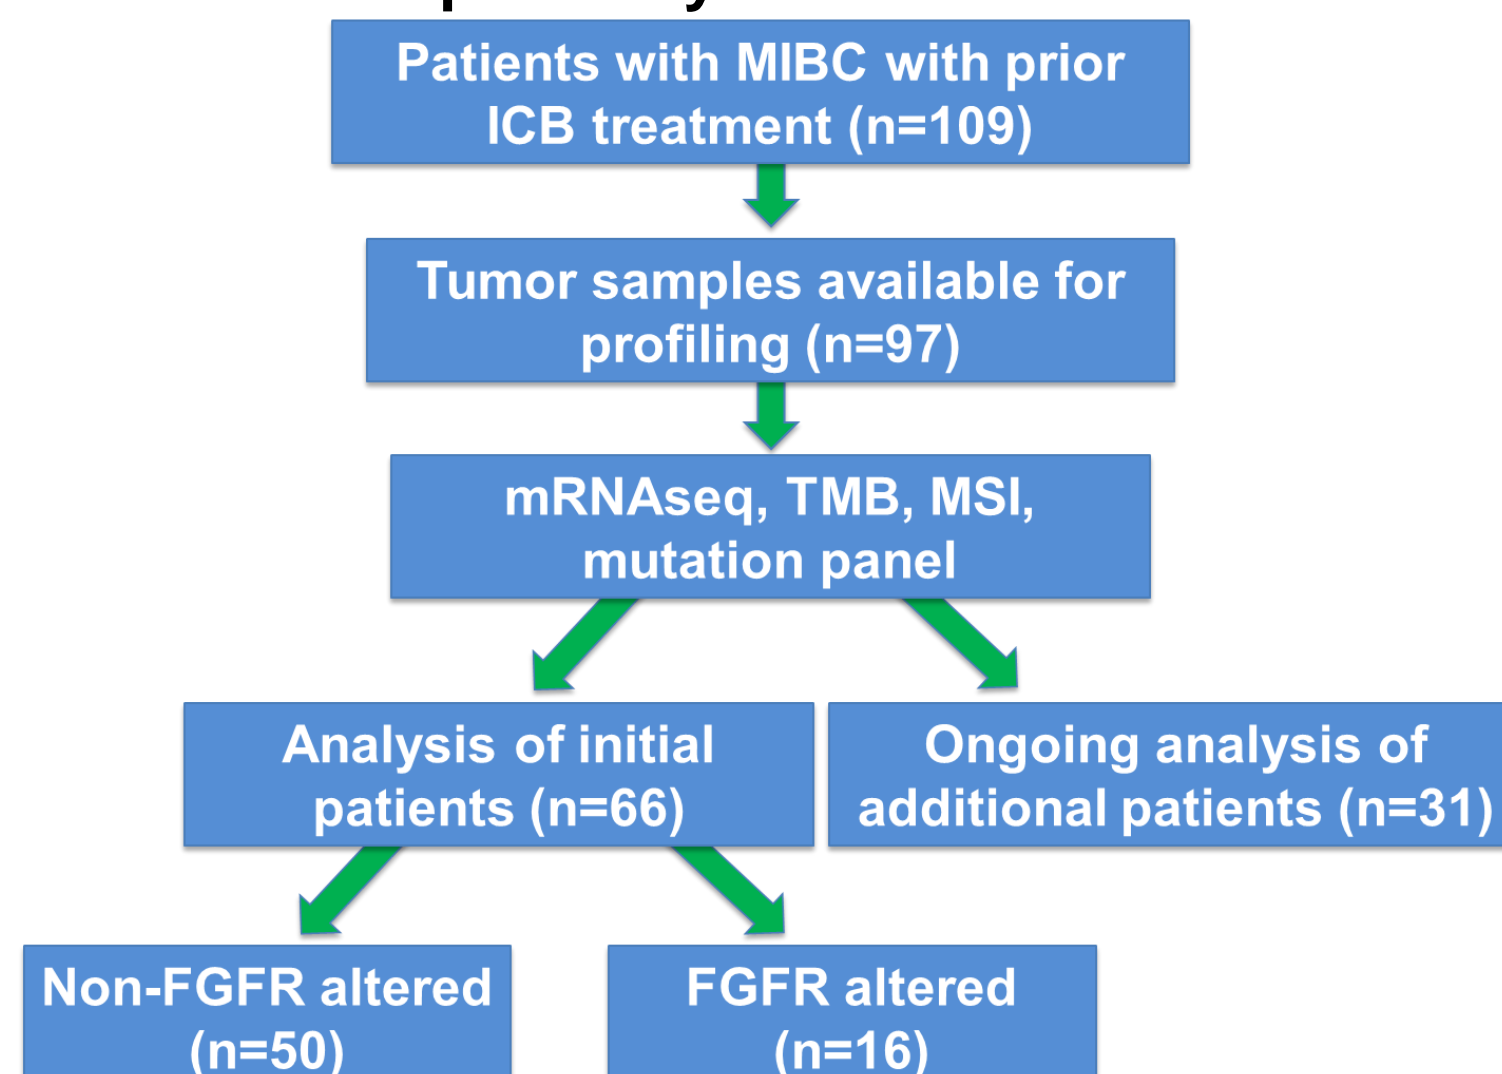 Patients with MIBC with prior
ICB treatment (n=109)
Tumor samples available for
profiling (n=97)
mRNAseq, TMB, MSI,
mutation panel
Analysis of initial
patients (n=66)
Ongoing analysis of
additional patients (n=31)
Non-FGFR altered
(n=50)
FGFR altered
(n=16)